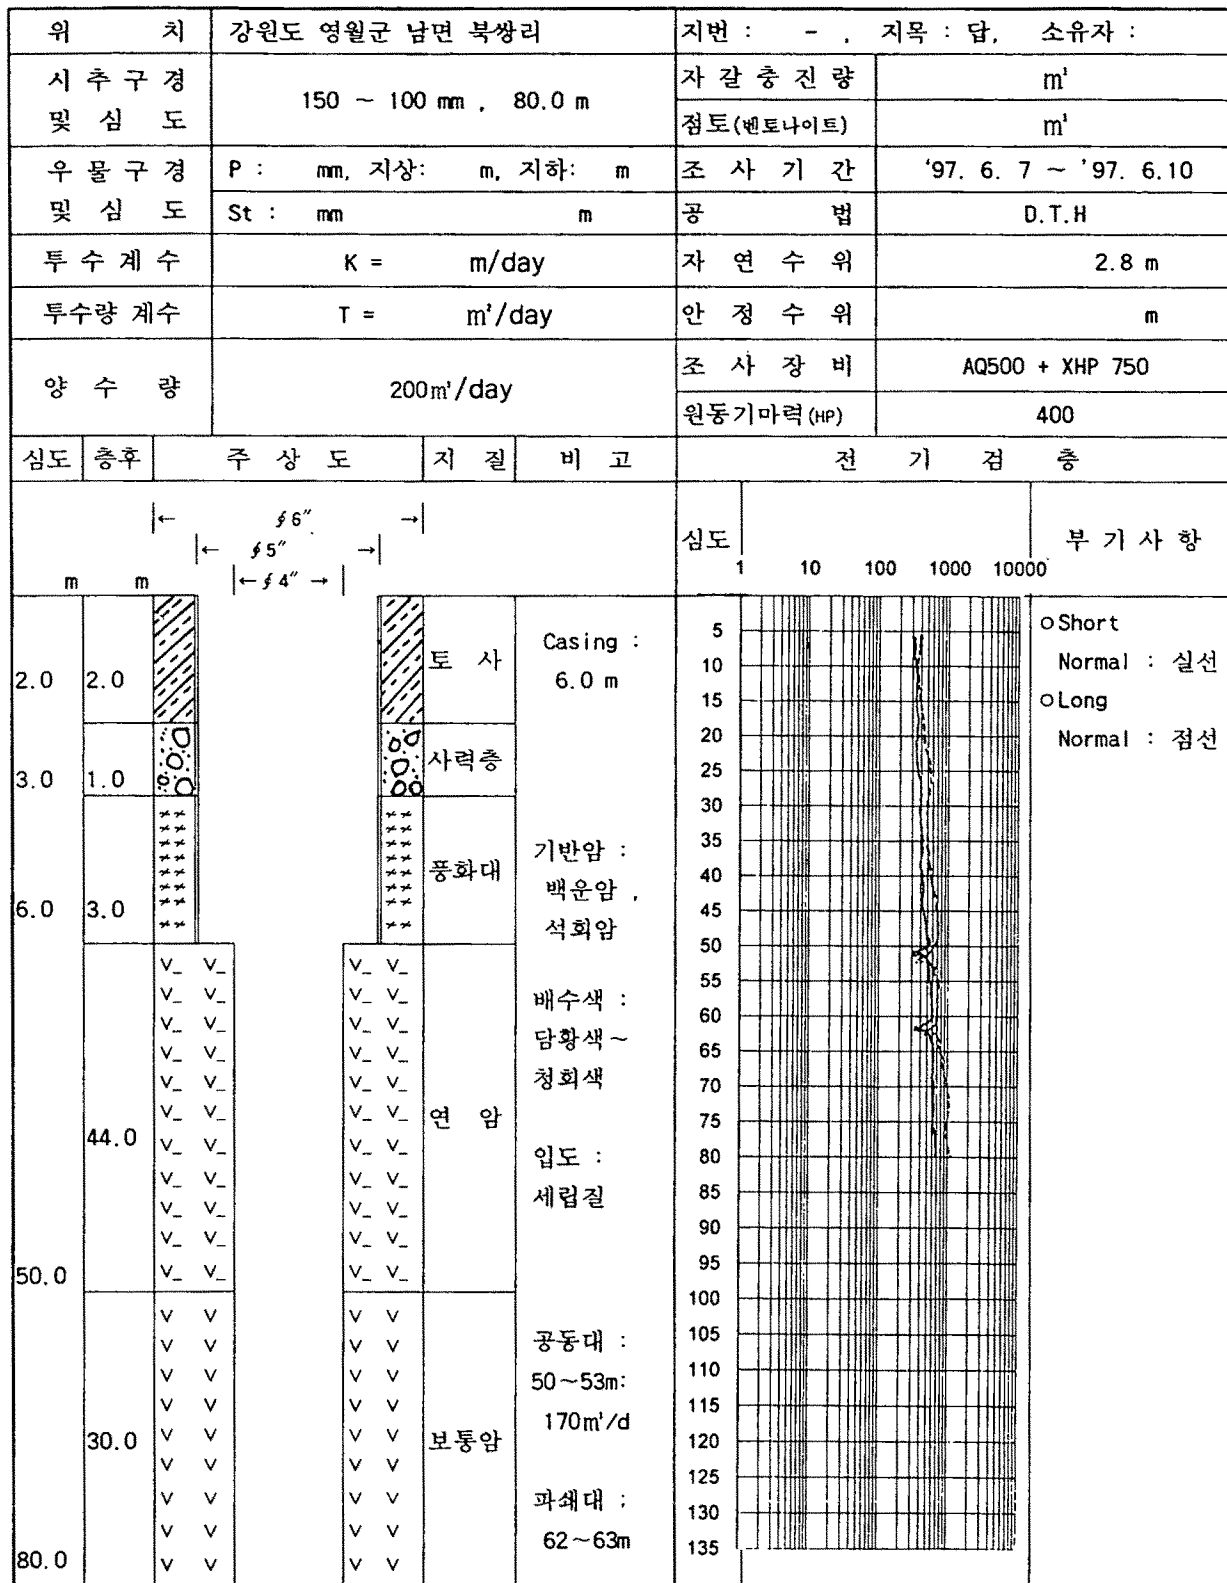 위 치 강원도 영월군 남면 북쌍리 지번 : - , 지목 : 답, 소유자 :
시 추 구 경 및 심 도 150 ~ 100 mm , 80.0 m
자 갈 충 진 량 m³
점토(벤토나이트) m³
우 물 구 경 및 심 도 P : mm, 지상: m, 지하: m
조 사 기 간 '97. 6. 7 ~ '97. 6.10
St : mm m
공 법 D.T.H
투 수 계 수 K = m/day
자 연 수 위 2.8 m
투수량 계수 T = m²/day
안 정 수 위 m
양 수 량 200m³/day
조 사 장 비 AQ500 + XHP 750
원동기마력(HP) 400
심도 층후 주 상 도 지 질 비 고 전 기 검 층
m m
← ∮6″ →
← ∮5″ →
←∮4″ →
심도 부 기 사 항
1 10 100 1000 10000
2.0 2.0 토 사
3.0 1.0 사력층
6.0 3.0 풍화대
44.0 연 암
50.0
30.0 보통암
80.0
Casing :
6.0 m
기반암 :
백운암 ,
석회암
배수색 :
담황색~
청회색
입도 :
세립질
공동대 :
50~53m:
170m³/d
파쇄대 ;
62~63m
5
10
15
20
25
30
35
40
45
50
55
60
65
70
75
80
85
90
95
100
105
110
115
120
125
130
135
○Short
Normal : 실선
○Long
Normal : 점선